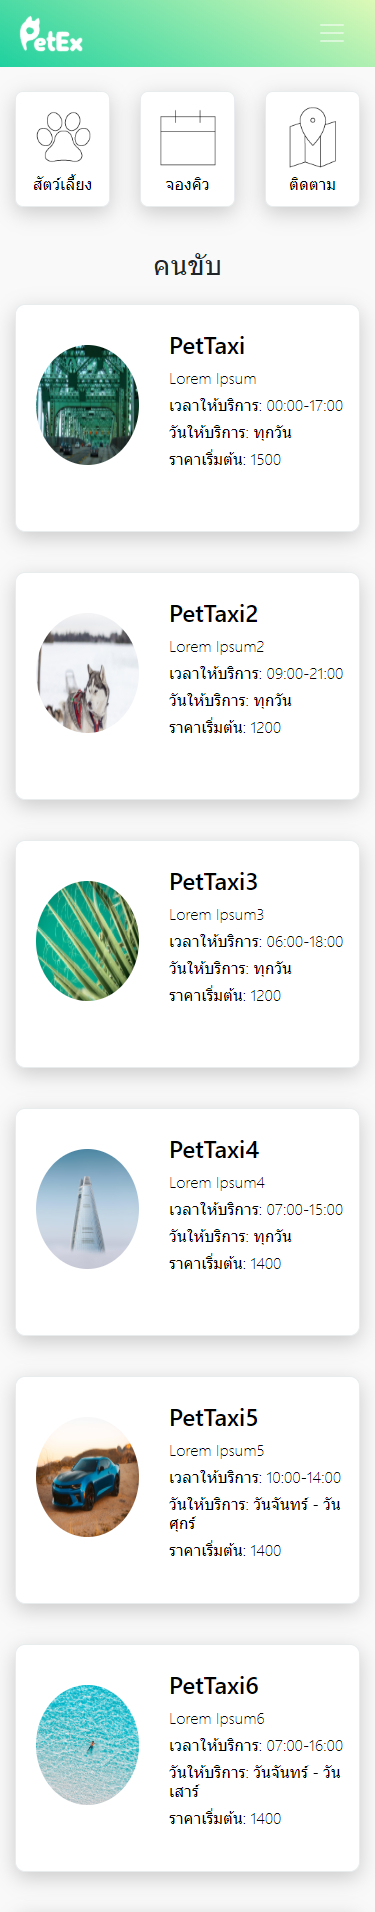 PetEx
สัตว์เลี้ยง
จองคิว
ติดตาม
คนขับ
PetTaxi
Lorem Ipsum
เวลาให้บริการ: 00:00-17:00
วันให้บริการ: ทุกวัน
ราคาเริ่มต้น: 1500
PetTaxi2
Lorem Ipsum2
เวลาให้บริการ: 09:00-21:00
วันให้บริการ: ทุกวัน
ราคาเริ่มต้น: 1200
PetTaxi3
Lorem Ipsum3
เวลาให้บริการ: 06:00-18:00
วันให้บริการ: ทุกวัน
ราคาเริ่มต้น: 1200
PetTaxi4
Lorem Ipsum4
เวลาให้บริการ: 07:00-15:00
วันให้บริการ: ทุกวัน
ราคาเริ่มต้น: 1400
PetTaxi5
Lorem Ipsum5
เวลาให้บริการ: 10:00-14:00
วันให้บริการ: วันจันทร์ - วัน
ศุกร์
ราคาเริ่มต้น: 1400
PetTaxi6
Lorem Ipsum6
เวลาให้บริการ: 07:00-16:00
วันให้บริการ: วันจันทร์ - วัน
เสาร์
ราคาเริ่มต้น: 1400